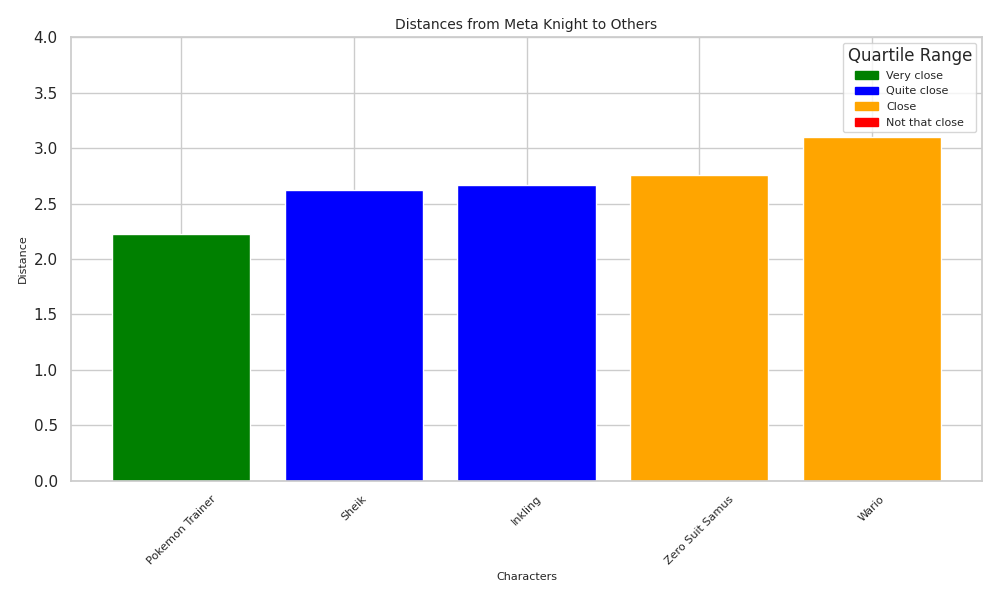 Distances from Meta Knight to Others
4.0
3.5
3.0
2.5
2.0
1.5
1.0
0.5
0.0
Distance
Quartile Range
Very close
Quite close
Close
Not that close
Pokemon Trainer
Sheik
Inkling
Zero Suit Samus
Wario
Characters